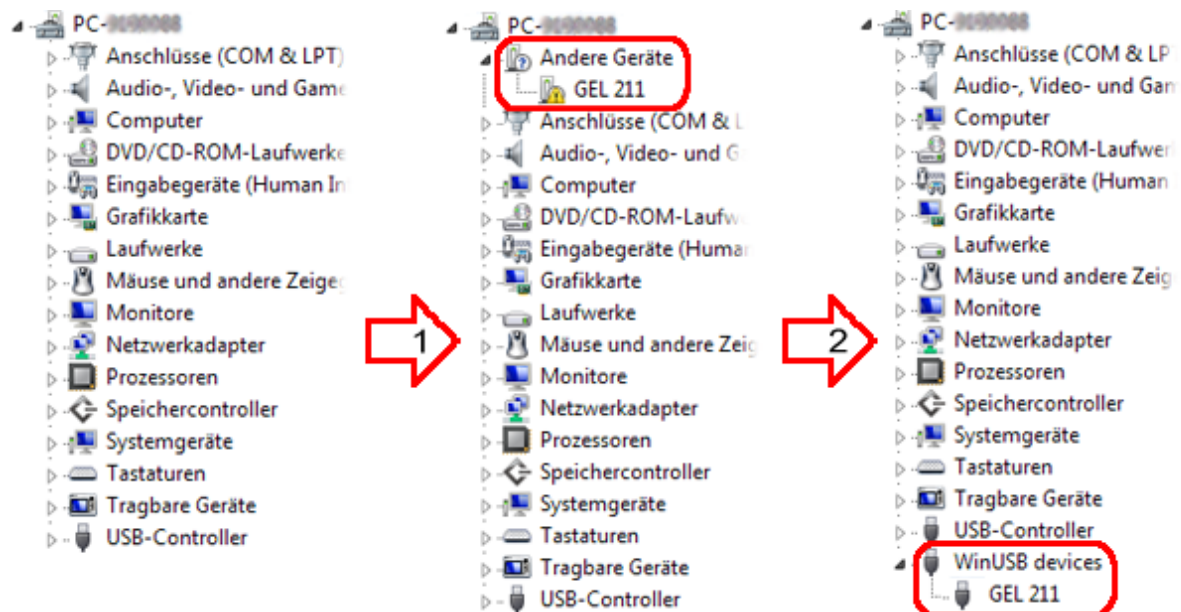 PC-
Anschlüsse (COM & LPT)
Audio-, Video- und Game
Computer
DVD/CD-ROM-Laufwerke
Eingabegeräte (Human In
Grafikkarte
Laufwerke
Mäuse und andere Zeigeg
Monitore
Netzwerkadapter
Prozessoren
Speichercontroller
Systemgeräte
Tastaturen
Tragbare Geräte
USB-Controller
1
PC-
Andere Geräte
GEL 211
Anschlüsse (COM & L
Audio-, Video- und G
Computer
DVD/CD-ROM-Laufw
Eingabegeräte (Huma
Grafikkarte
Laufwerke
Mäuse und andere Zeig
Monitore
Netzwerkadapter
Prozessoren
Speichercontroller
Systemgeräte
Tastaturen
Tragbare Geräte
USB-Controller
2
PC-
Anschlüsse (COM & LP
Audio-, Video- und Gam
Computer
DVD/CD-ROM-Laufwer
Eingabegeräte (Human
Grafikkarte
Laufwerke
Mäuse und andere Zeig
Monitore
Netzwerkadapter
Prozessoren
Speichercontroller
Systemgeräte
Tastaturen
Tragbare Geräte
USB-Controller
WinUSB devices
GEL 211